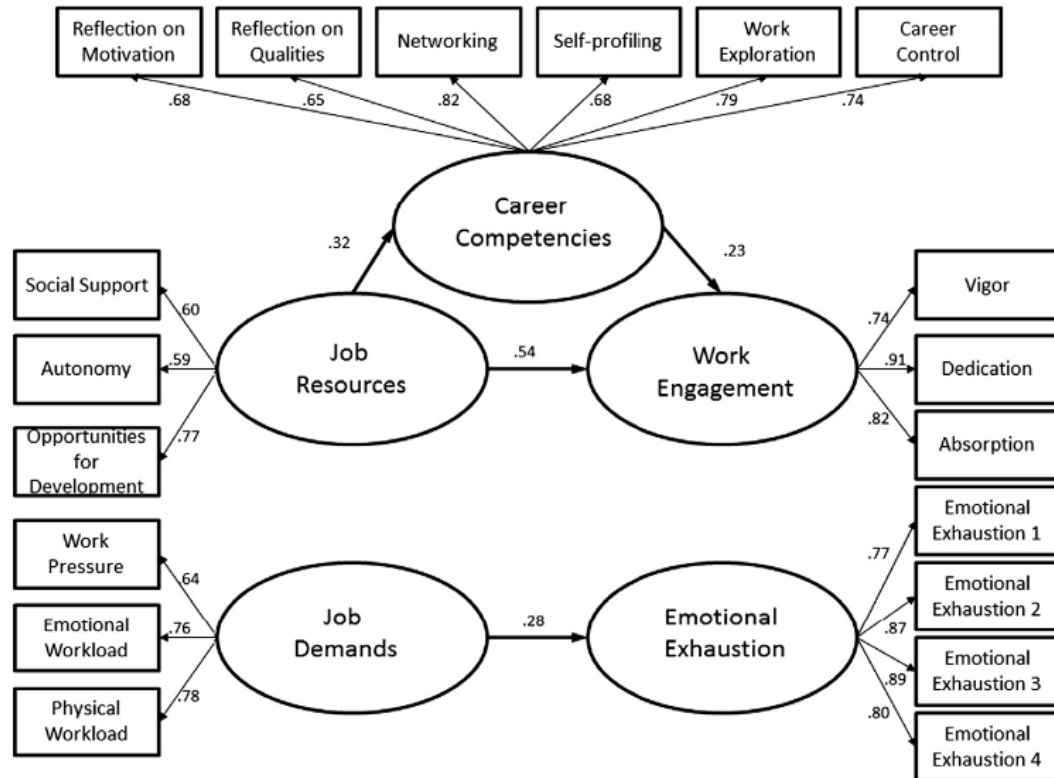 Reflection on
Motivation
Reflection on
Qualities
Networking
Self-profiling
Work
Exploration
Career
Control
.68
.65
.82
.68
.79
.74
Career
Competencies
.32
.23
Social Support
Autonomy
Opportunities
for
Development
.60
.59
.77
Job
Resources
.54
Work
Engagement
.74
.91
.82
Vigor
Dedication
Absorption
Work
Pressure
Emotional
Workload
Physical
Workload
.64
.76
.78
Job
Demands
.28
Emotional
Exhaustion
.77
.87
.89
.80
Emotional
Exhaustion 1
Emotional
Exhaustion 2
Emotional
Exhaustion 3
Emotional
Exhaustion 4